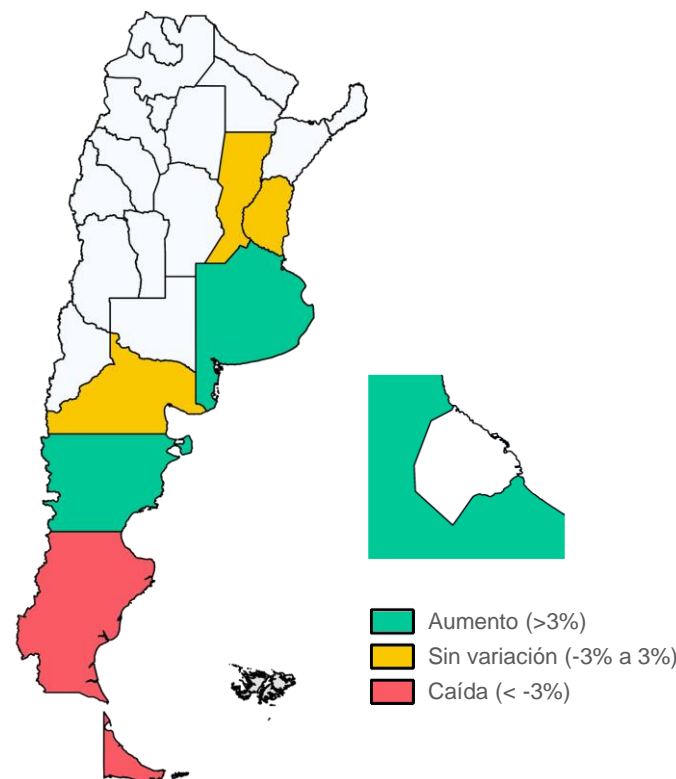 Aumento (>3%)
Sin variación (-3% a 3%)
Caída (< -3%)